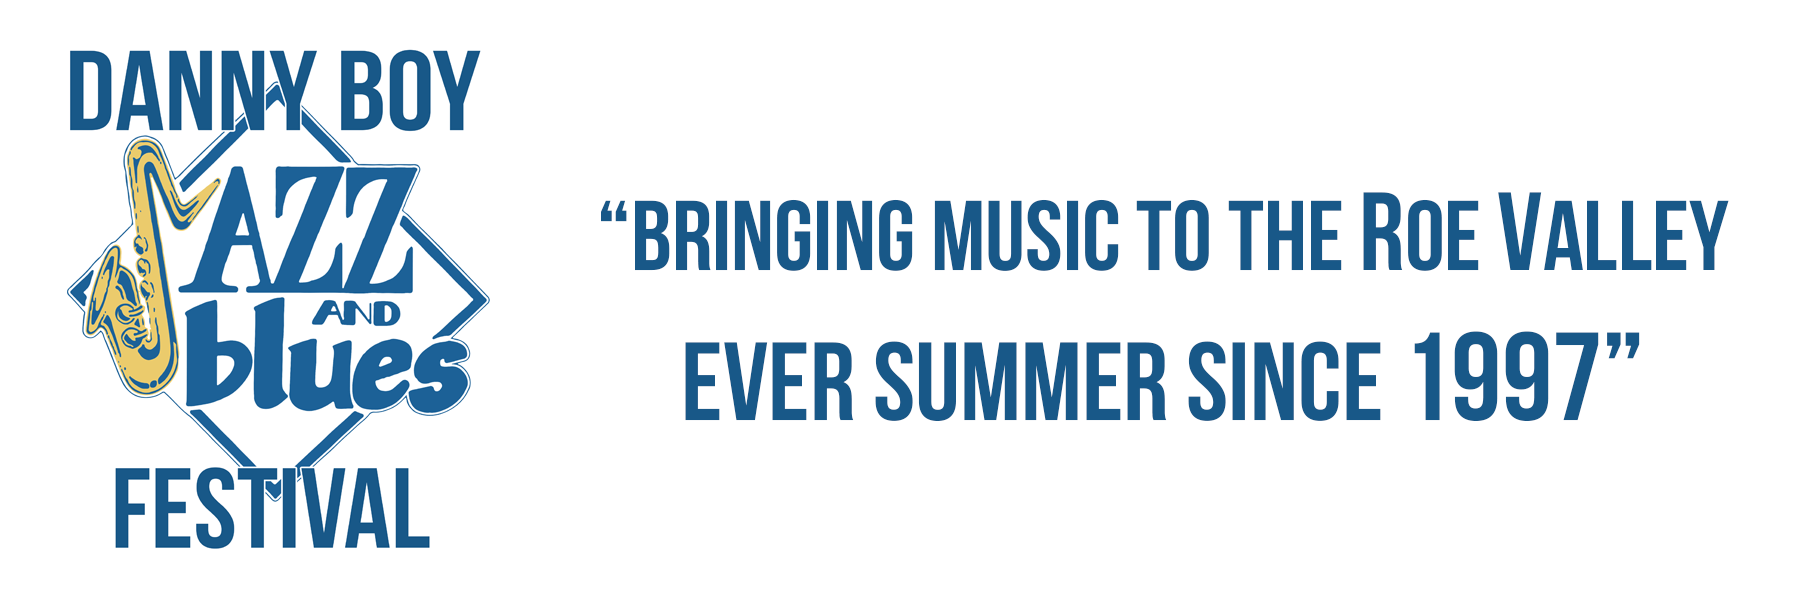 DANNY BOY
JAZZ
AND
blues
FESTIVAL
“BRINGING MUSIC TO THE ROE VALLEY
EVER SUMMER SINCE 1997”